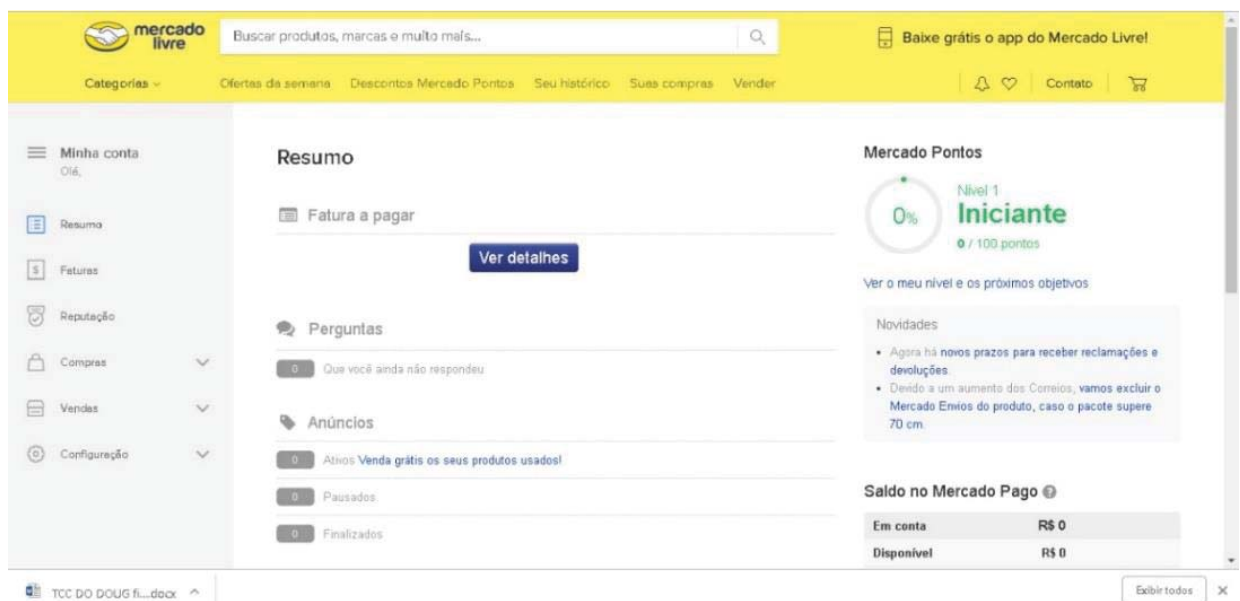 mercado
livre
Buscar produtos, marcas e muito mais...
Baixe grátis o app do Mercado Livre!
Categorias
Ofertas da semana Descontos Mercado Pontos Seu histórico Suas compras Vender
Contato
Minha conta
Olá,
Resumo
Faturas
Reputação
Compras
Vendas
Configuração
Resumo
Fatura a pagar
Ver detalhes
Perguntas
0 Que você ainda não respondeu
Anúncios
0 Ativos Venda grátis os seus produtos usados!
0 Pausados
0 Finalizados
Mercado Pontos
0%
Nível 1
Iniciante
0 / 100 pontos
Ver o meu nível e os próximos objetivos
Novidades
• Agora há novos prazos para receber reclamações e
devoluções.
• Devido a um aumento dos Correios, vamos excluir o
Mercado Envios do produto, caso o pacote supere
70 cm.
Saldo no Mercado Pago
Em conta R$ 0
Disponível R$ 0
TCC DO DOUG fi....docx
Exibir todos